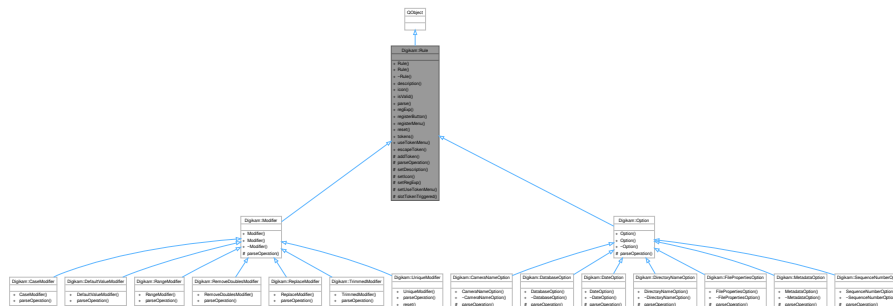 QObject
Digikam::Rule
+ Rule()
+ Rule()
+ ~Rule()
+ description()
+ icon()
+ isValid()
+ parse()
+ regExp()
+ registerButton()
+ registerMenu()
+ reset()
+ tokens()
+ useTokenMenu()
+ escapeToken()
# addToken()
# parseOperation()
# setDescription()
# setIcon()
# setRegExp()
# setUseTokenMenu()
# slotTokenTriggered()
Digikam::Modifier
+ Modifier()
+ Modifier()
+ ~Modifier()
# parseOperation()
Digikam::Option
+ Option()
+ Option()
+ ~Option()
# parseOperation()
Digikam::CaseModifier
+ CaseModifier()
+ parseOperation()
Digikam::DefaultValueModifier
+ DefaultValueModifier()
+ parseOperation()
Digikam::RangeModifier
+ RangeModifier()
+ parseOperation()
Digikam::RemoveDoublesModifier
+ RemoveDoublesModifier()
+ parseOperation()
Digikam::ReplaceModifier
+ ReplaceModifier()
+ parseOperation()
Digikam::TrimmedModifier
+ TrimmedModifier()
+ parseOperation()
Digikam::UniqueModifier
+ UniqueModifier()
+ parseOperation()
+ reset()
Digikam::CameraNameOption
+ CameraNameOption()
+ ~CameraNameOption()
# parseOperation()
Digikam::DatabaseOption
+ DatabaseOption()
+ ~DatabaseOption()
# parseOperation()
Digikam::DateOption
+ DateOption()
+ ~DateOption()
# parseOperation()
Digikam::DirectoryNameOption
+ DirectoryNameOption()
+ ~DirectoryNameOption()
# parseOperation()
Digikam::FilePropertiesOption
+ FilePropertiesOption()
+ ~FilePropertiesOption()
# parseOperation()
Digikam::MetadataOption
+ MetadataOption()
+ ~MetadataOption()
# parseOperation()
Digikam::SequenceNumberO
+ SequenceNumberO
+ ~SequenceNumberO
# parseOperation()